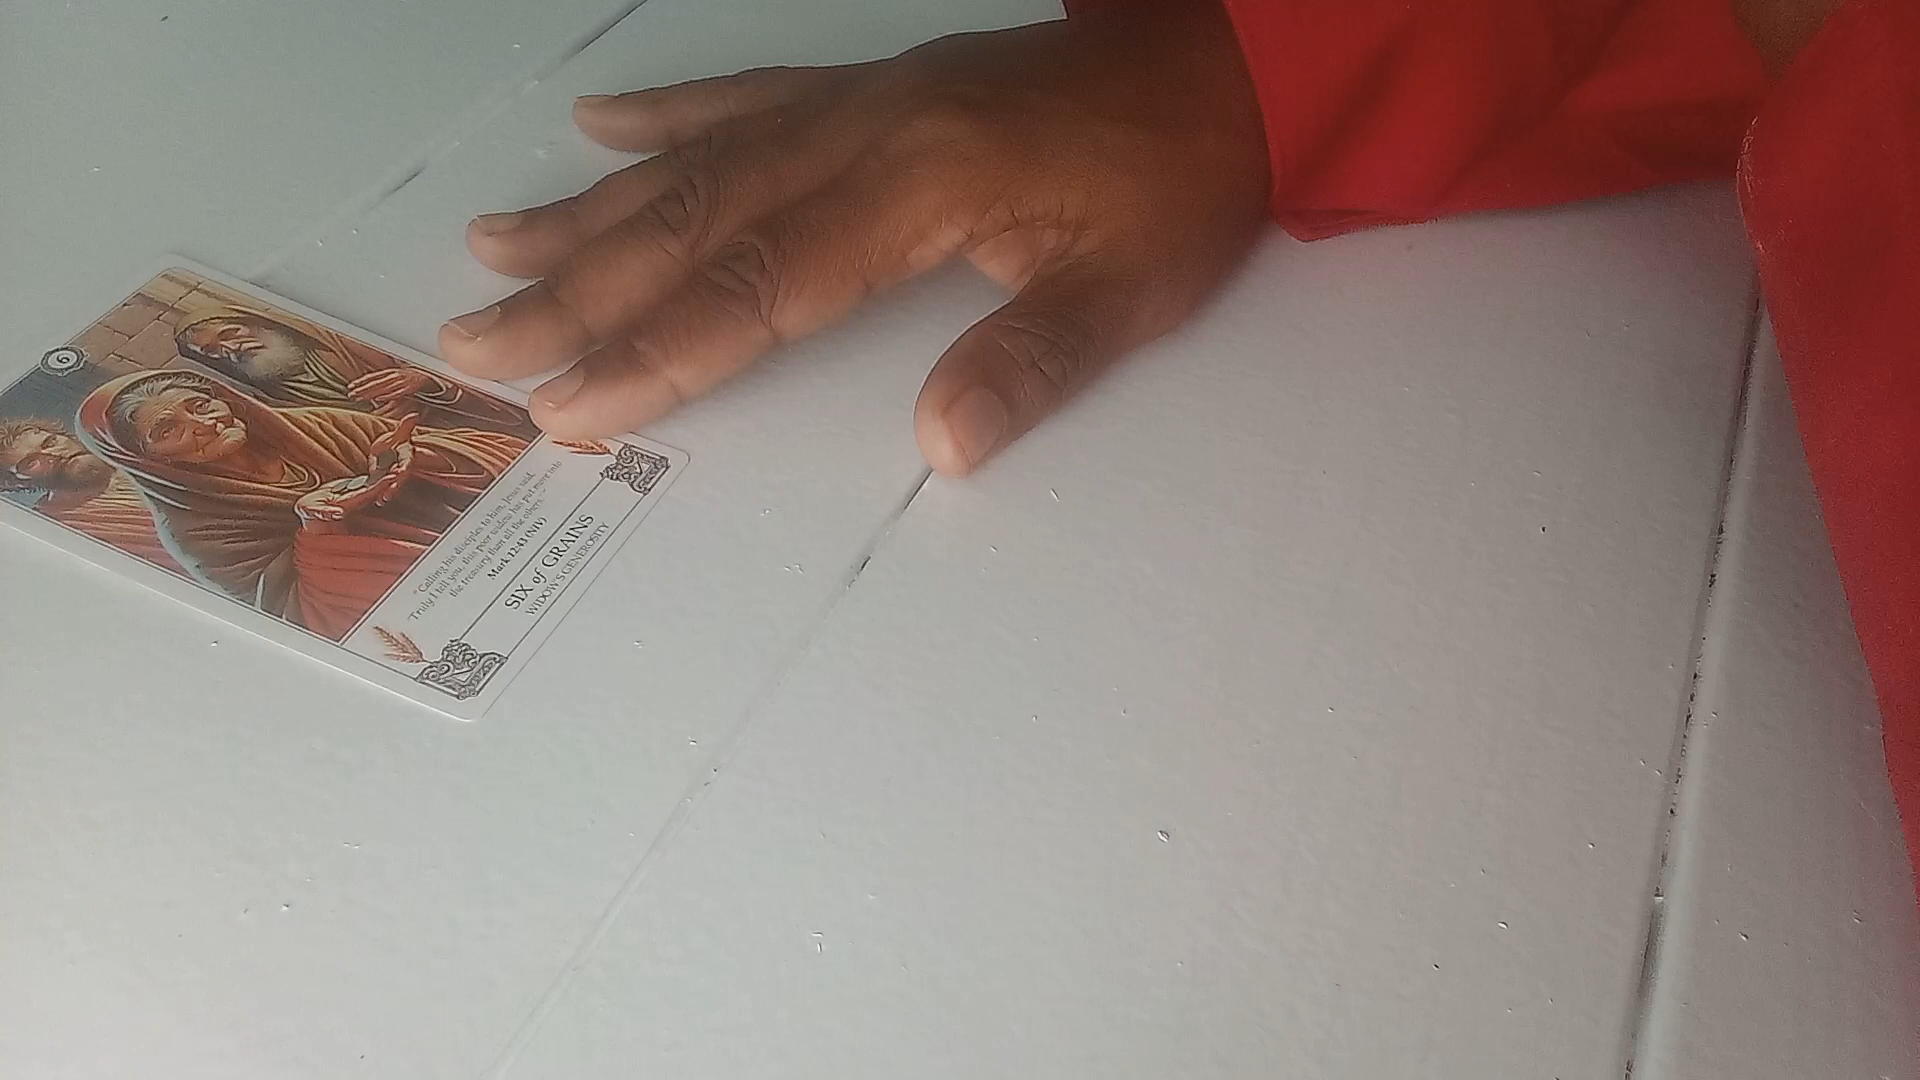 6
"Calling his disciples to him, Jesus said,
'Truly I tell you, this poor widow has put more into
the treasury than all the others.'"
Mark 12:43 (NIV)
SIX of GRAINS
WIDOW'S GENEROSITY